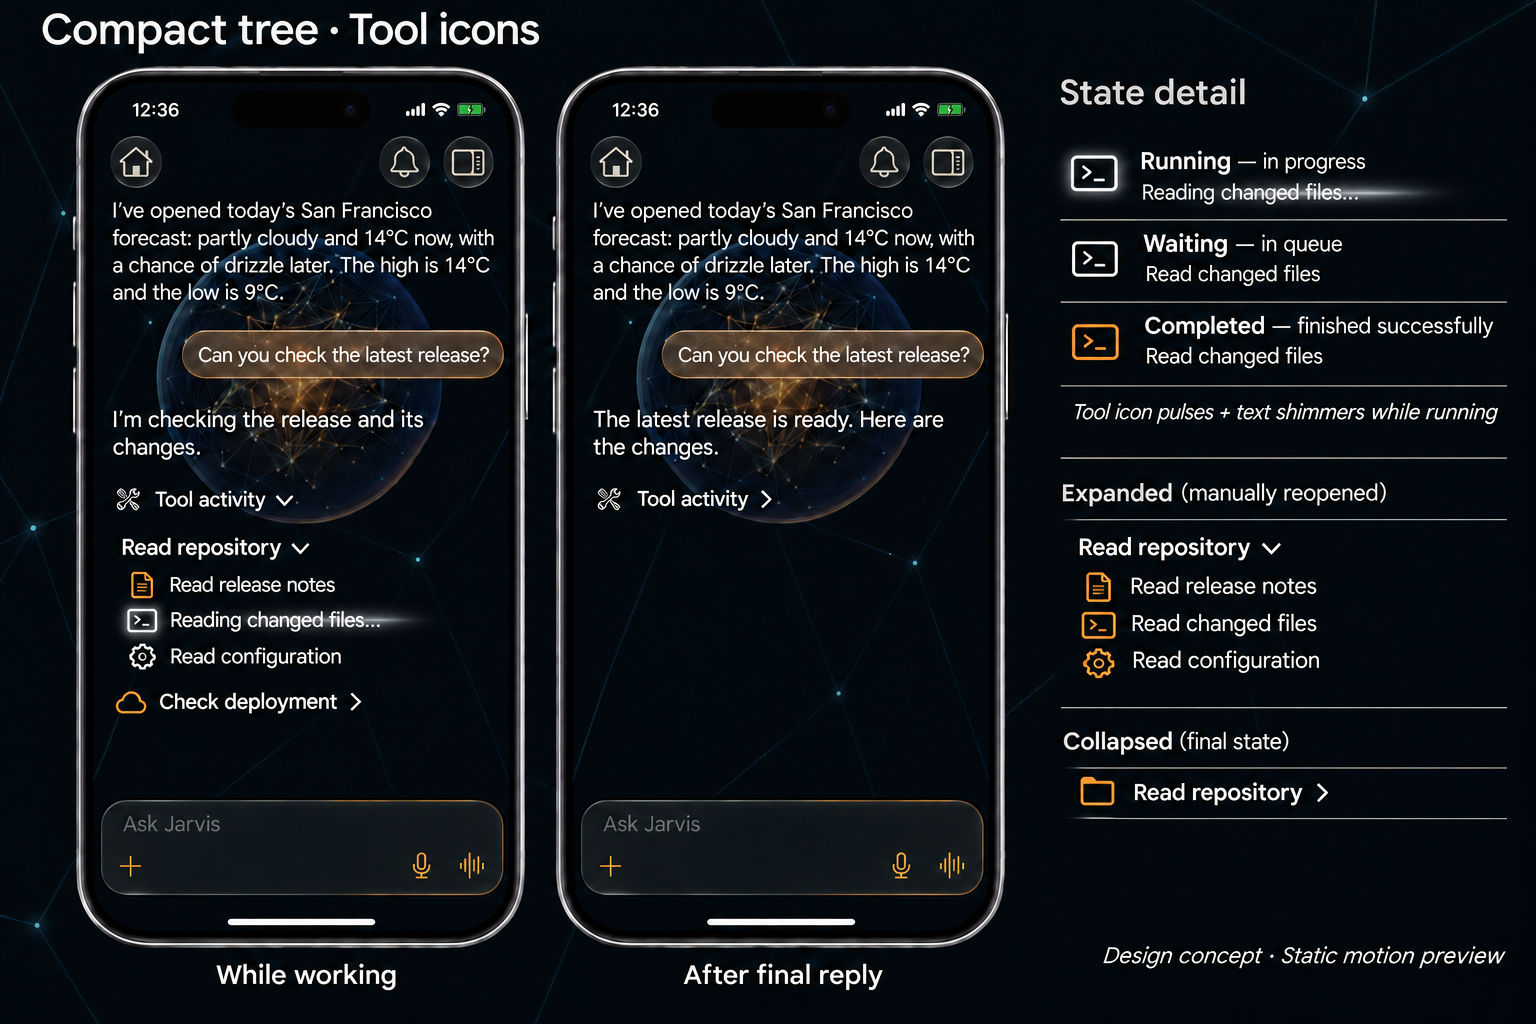 Compact tree · Tool icons
12:36
I've opened today's San Francisco
forecast: partly cloudy and 14°C now, with
a chance of drizzle later. The high is 14°C
and the low is 9°C.
Can you check the latest release?
I'm checking the release and its
changes.
Tool activity
Read repository
Read release notes
Reading changed files...
Read configuration
Check deployment
Ask Jarvis
While working
12:36
I've opened today's San Francisco
forecast: partly cloudy and 14°C now, with
a chance of drizzle later. The high is 14°C
and the low is 9°C.
Can you check the latest release?
The latest release is ready. Here are
the changes.
Tool activity
Ask Jarvis
After final reply
State detail
Running — in progress
Reading changed files...
Waiting — in queue
Read changed files
Completed — finished successfully
Read changed files
Tool icon pulses + text shimmers while running
Expanded (manually reopened)
Read repository
Read release notes
Read changed files
Read configuration
Collapsed (final state)
Read repository
Design concept · Static motion preview